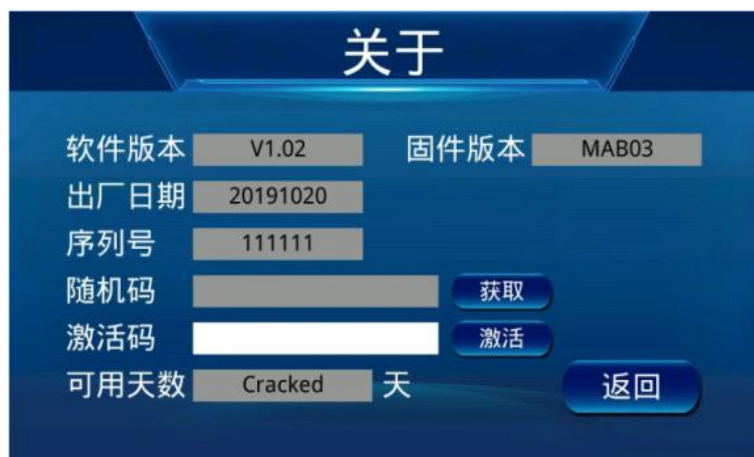 关于
软件版本 V1.02 固件版本 MAB03
出厂日期 20191020
序列号 111111
随机码 获取
激活码 激活
可用天数 Cracked 天 返回